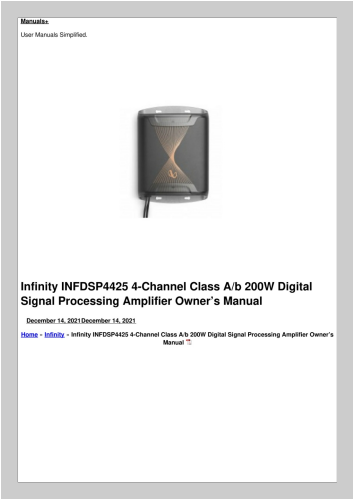 Manuals+
User Manuals Simplified.
Infinity INFDSP4425 4-Channel Class A/b 200W Digital
Signal Processing Amplifier Owner's Manual
December 14, 2021December 14, 2021
Home » Infinity » Infinity INFDSP4425 4-Channel Class A/b 200W Digital Signal Processing Amplifier Owner's
Manual